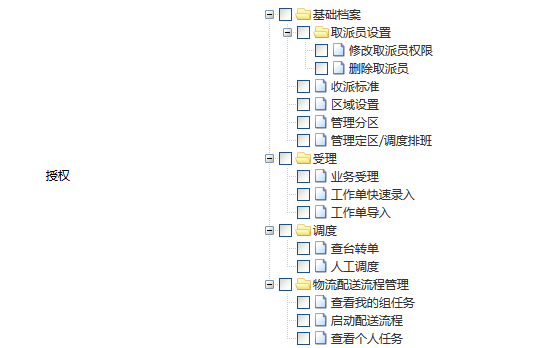 基础档案
取派员设置
修改取派员权限
删除取派员
收派标准
区域设置
管理分区
管理定区/调度排班
受理
授权
业务受理
工作单快速录入
工作单导入
调度
查台转单
人工调度
物流配送流程管理
查看我的组任务
启动配送流程
查看个人任务